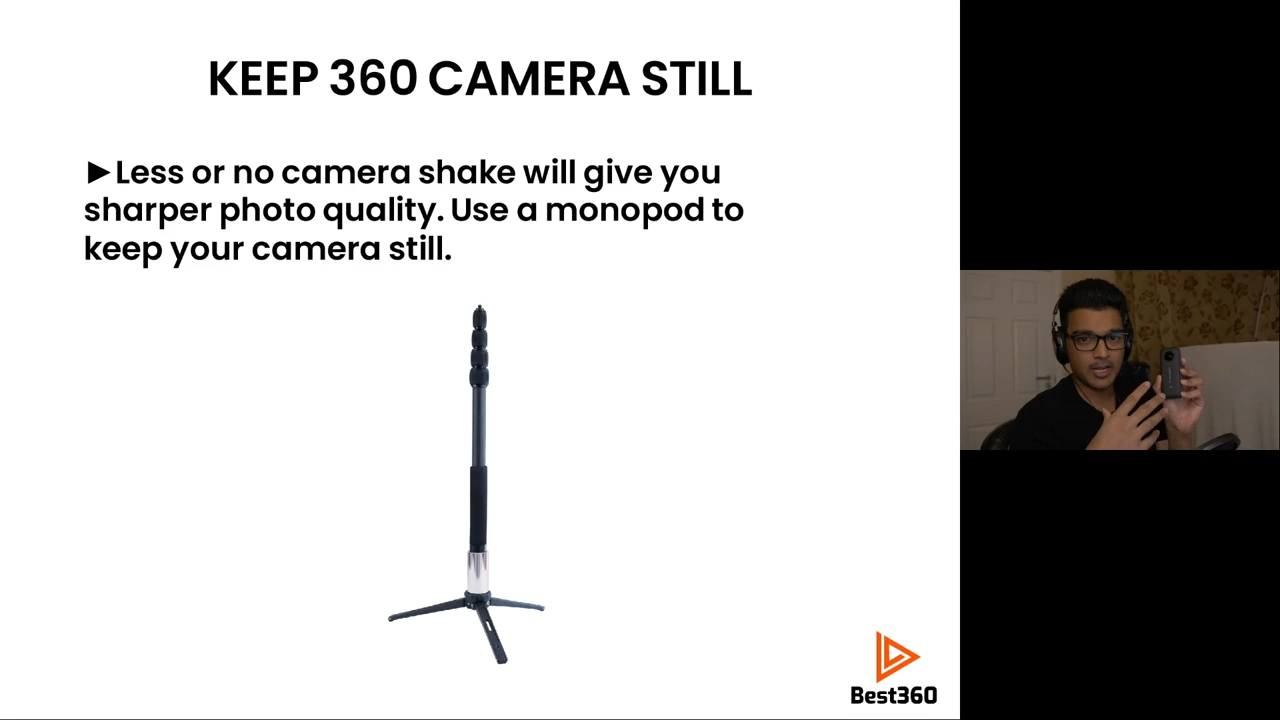 KEEP 360 CAMERA STILL
►Less or no camera shake will give you
sharper photo quality. Use a monopod to
keep your camera still.
Best360